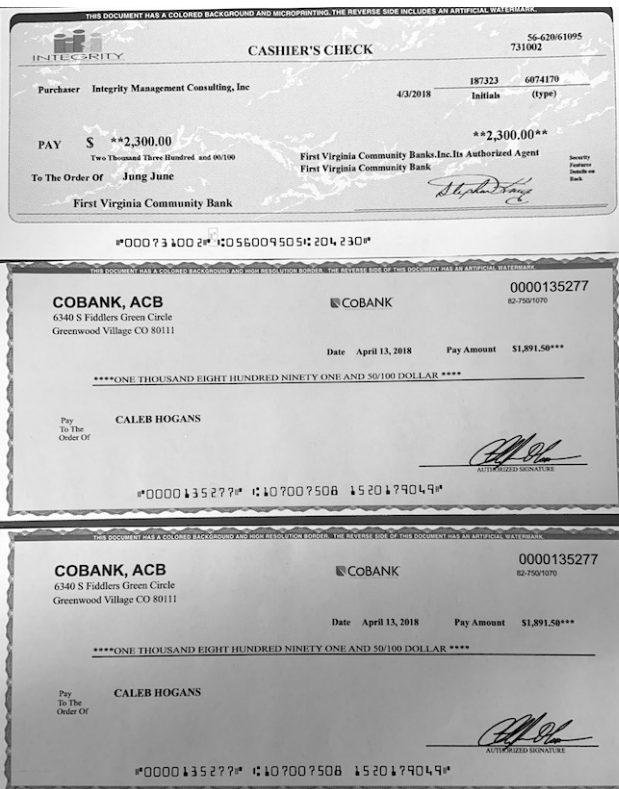 THIS DOCUMENT HAS A COLORED BACKGROUND AND MICROPRINTING. THE REVERSE SIDE INCLUDES AN ARTIFICIAL WATERMARK.
INTEGRITY
CASHIER'S CHECK
56-620/61095
731002
Purchaser Integrity Management Consulting, Inc
187323 6074170
4/3/2018 Initials (type)
PAY $ **2,300.00 **2,300.00**
Two Thousand Three Hundred and 00/100
First Virginia Community Banks.Inc.Its Authorized Agent
First Virginia Community Bank
Security
Features
Details on
Back
To The Order Of Jung June
First Virginia Community Bank
⑈000731002⑈ ⑆056009505⑆ 204230⑈
THIS DOCUMENT HAS A COLORED BACKGROUND AND HIGH RESOLUTION BORDER. THE REVERSE SIDE OF THIS DOCUMENT HAS AN ARTIFICIAL WATERMARK.
COBANK, ACB
6340 S Fiddlers Green Circle
Greenwood Village CO 80111
COBANK
0000135277
82-750/1070
Date April 13, 2018 Pay Amount $1,891.50***
****ONE THOUSAND EIGHT HUNDRED NINETY ONE AND 50/100 DOLLAR ****
Pay
To The
Order Of
CALEB HOGANS
AUTHORIZED SIGNATURE
⑈0000135277⑈ ⑆107007508 1520179049⑈
THIS DOCUMENT HAS A COLORED BACKGROUND AND HIGH RESOLUTION BORDER. THE REVERSE SIDE OF THIS DOCUMENT HAS AN ARTIFICIAL WATERMARK.
COBANK, ACB
6340 S Fiddlers Green Circle
Greenwood Village CO 80111
COBANK
0000135277
82-750/1070
Date April 13, 2018 Pay Amount $1,891.50***
****ONE THOUSAND EIGHT HUNDRED NINETY ONE AND 50/100 DOLLAR ****
Pay
To The
Order Of
CALEB HOGANS
AUTHORIZED SIGNATURE
⑈0000135277⑈ ⑆107007508 1520179049⑈